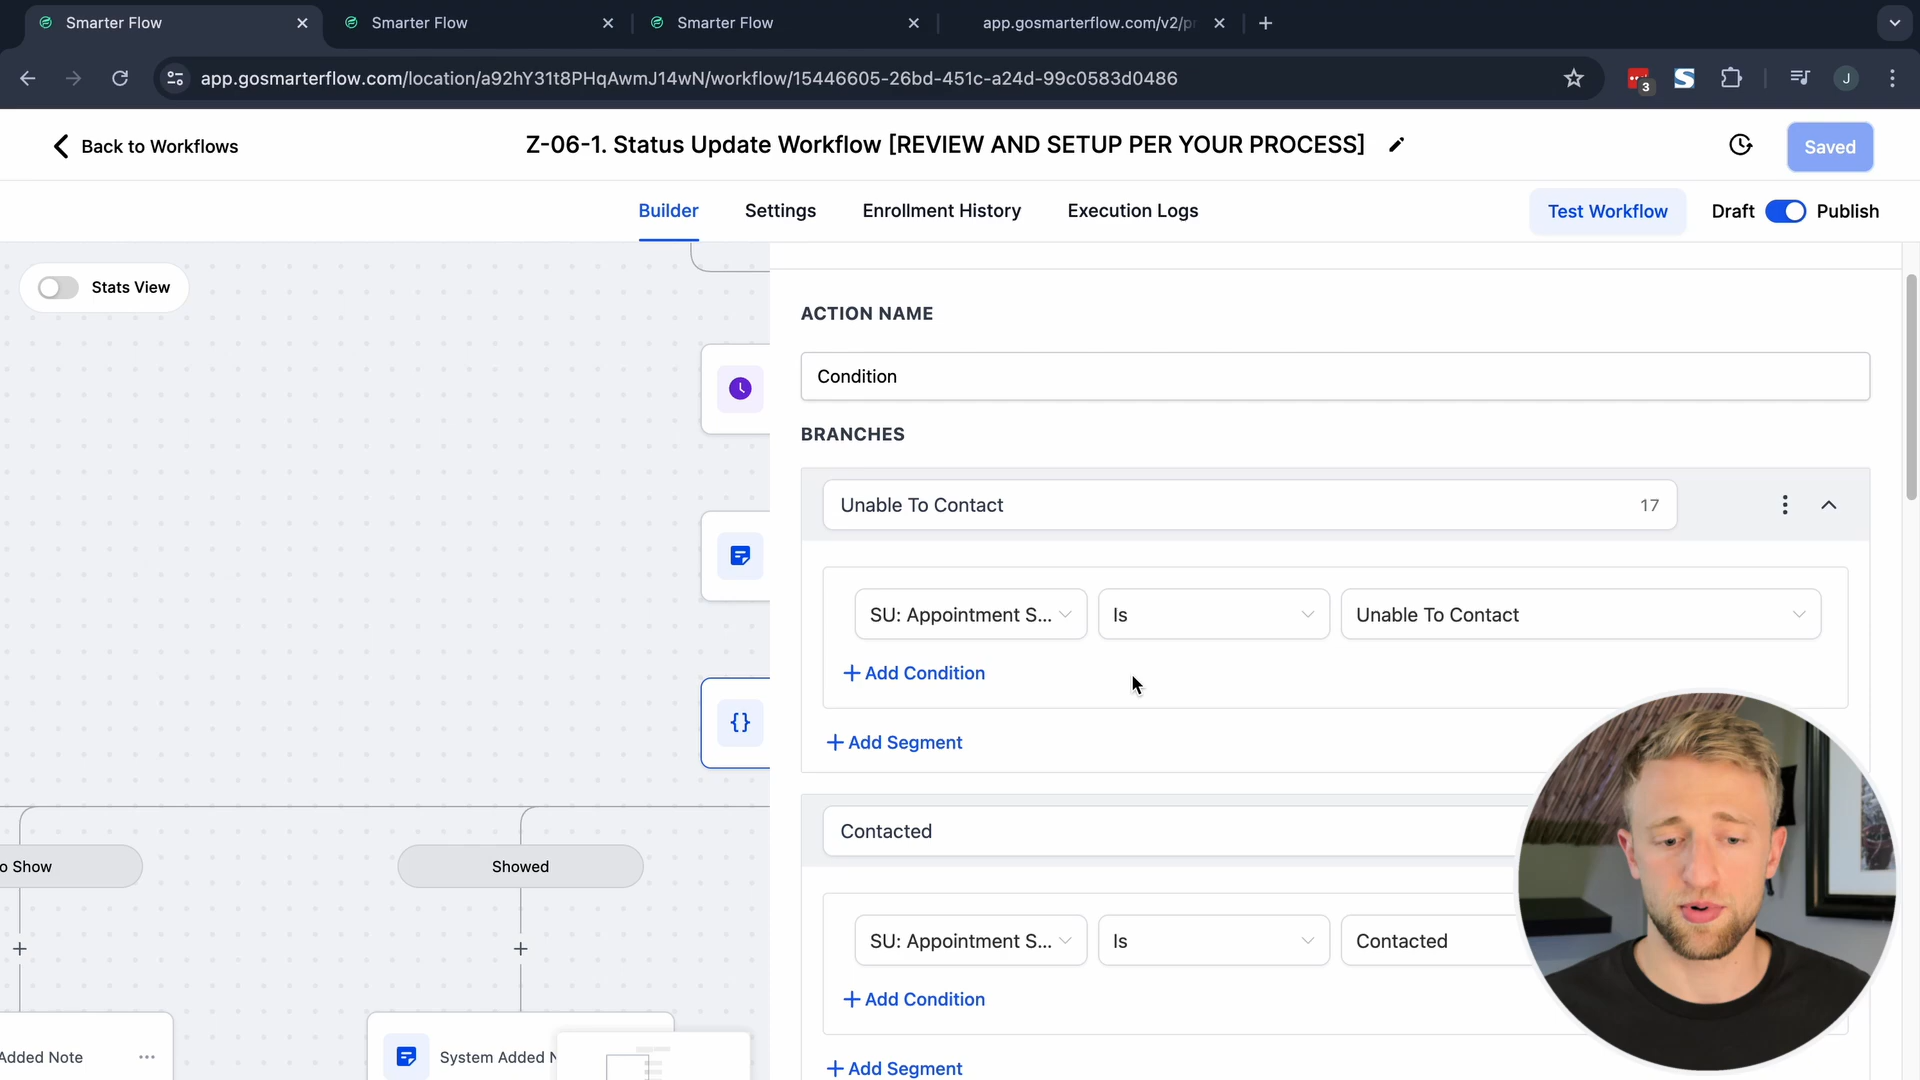 Smarter Flow
Smarter Flow
Smarter Flow
app.gosmarterflow.com/v2/pr
app.gosmarterflow.com/location/a92hY31t8PHqAwmJ14wN/workflow/15446605-26bd-451c-a24d-99c0583d0486
3
J
Back to Workflows
Z-06-1. Status Update Workflow [REVIEW AND SETUP PER YOUR PROCESS]
Saved
Builder
Settings
Enrollment History
Execution Logs
Test Workflow
Draft
Publish
Stats View
ACTION NAME
Condition
BRANCHES
Unable To Contact
17
SU: Appointment S...
Is
Unable To Contact
+ Add Condition
+ Add Segment
Contacted
o Show
Showed
SU: Appointment S...
Is
Contacted
+ Add Condition
Added Note
System Added N
+ Add Segment